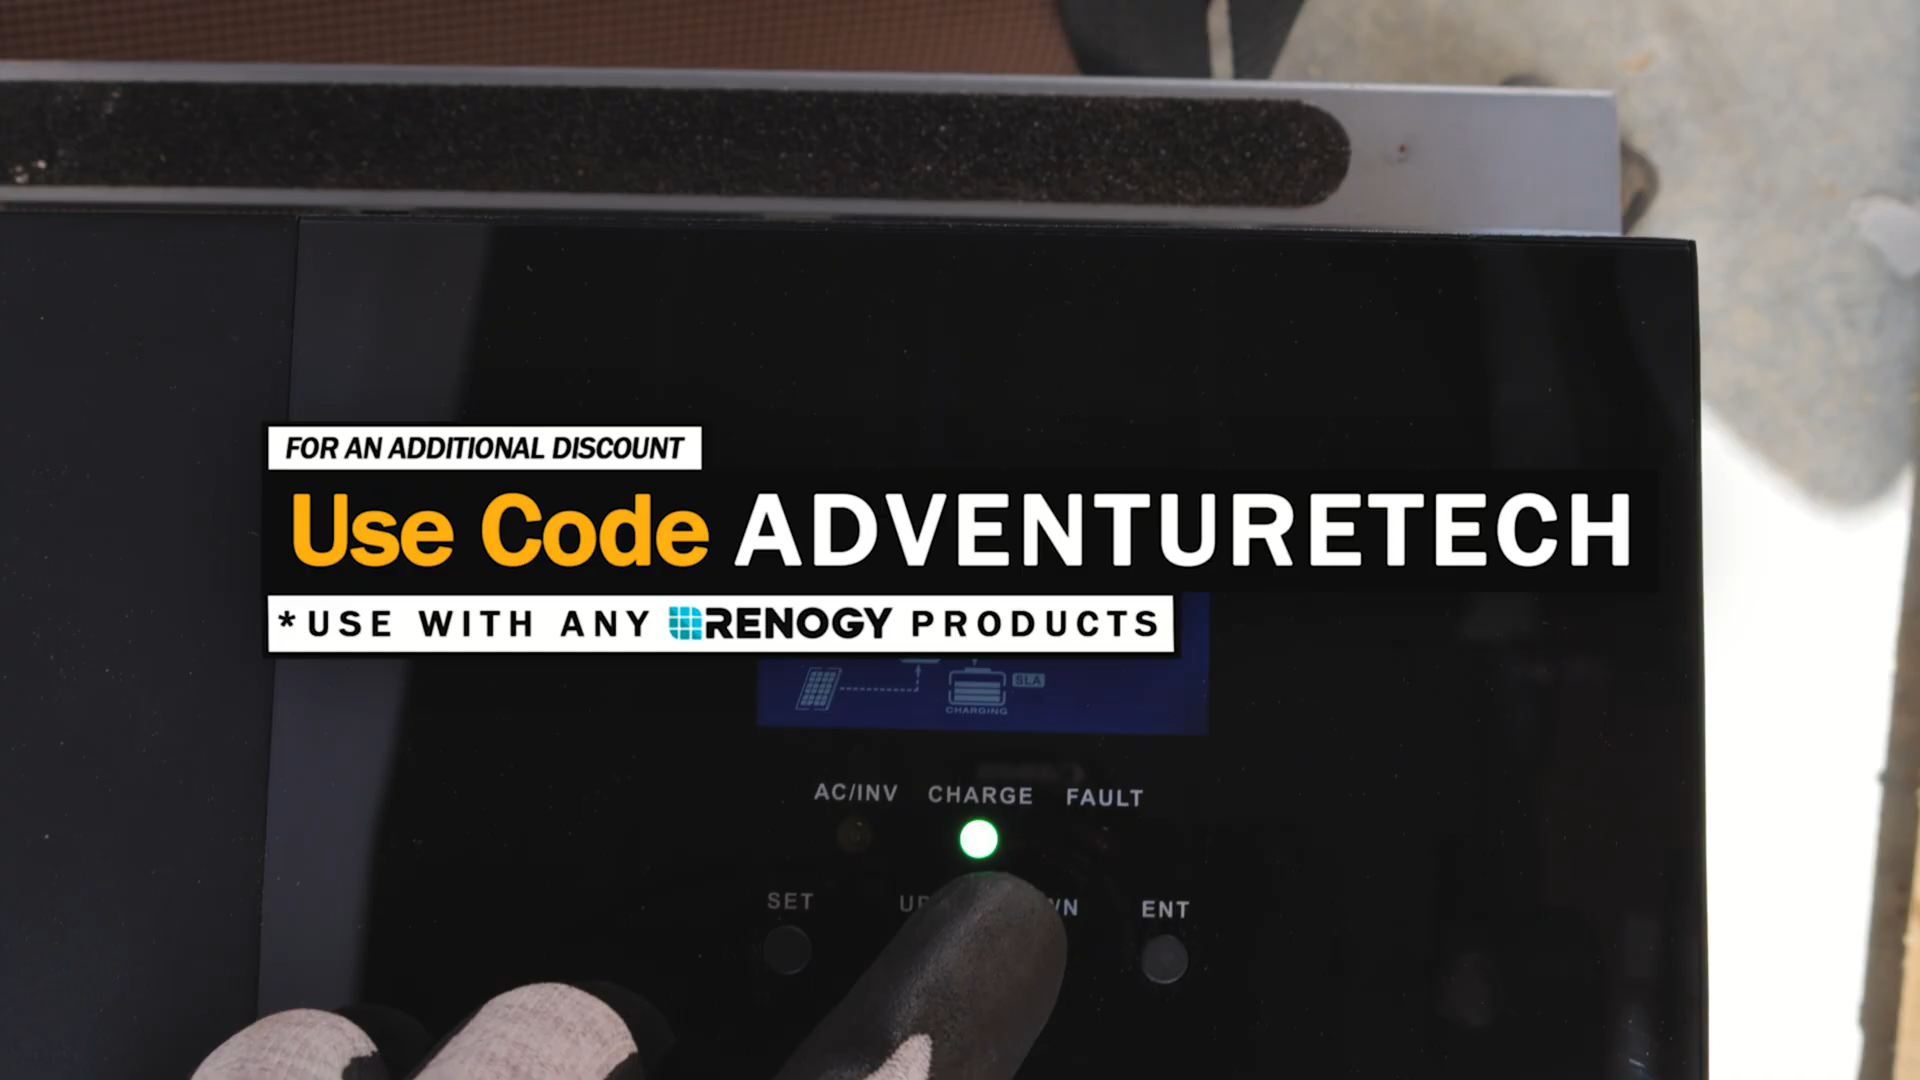 FOR AN ADDITIONAL DISCOUNT
Use Code ADVENTURETECH
*USE WITH ANY RENOGY PRODUCTS
SLA
CHARGING
AC/INV CHARGE FAULT
SET ENT